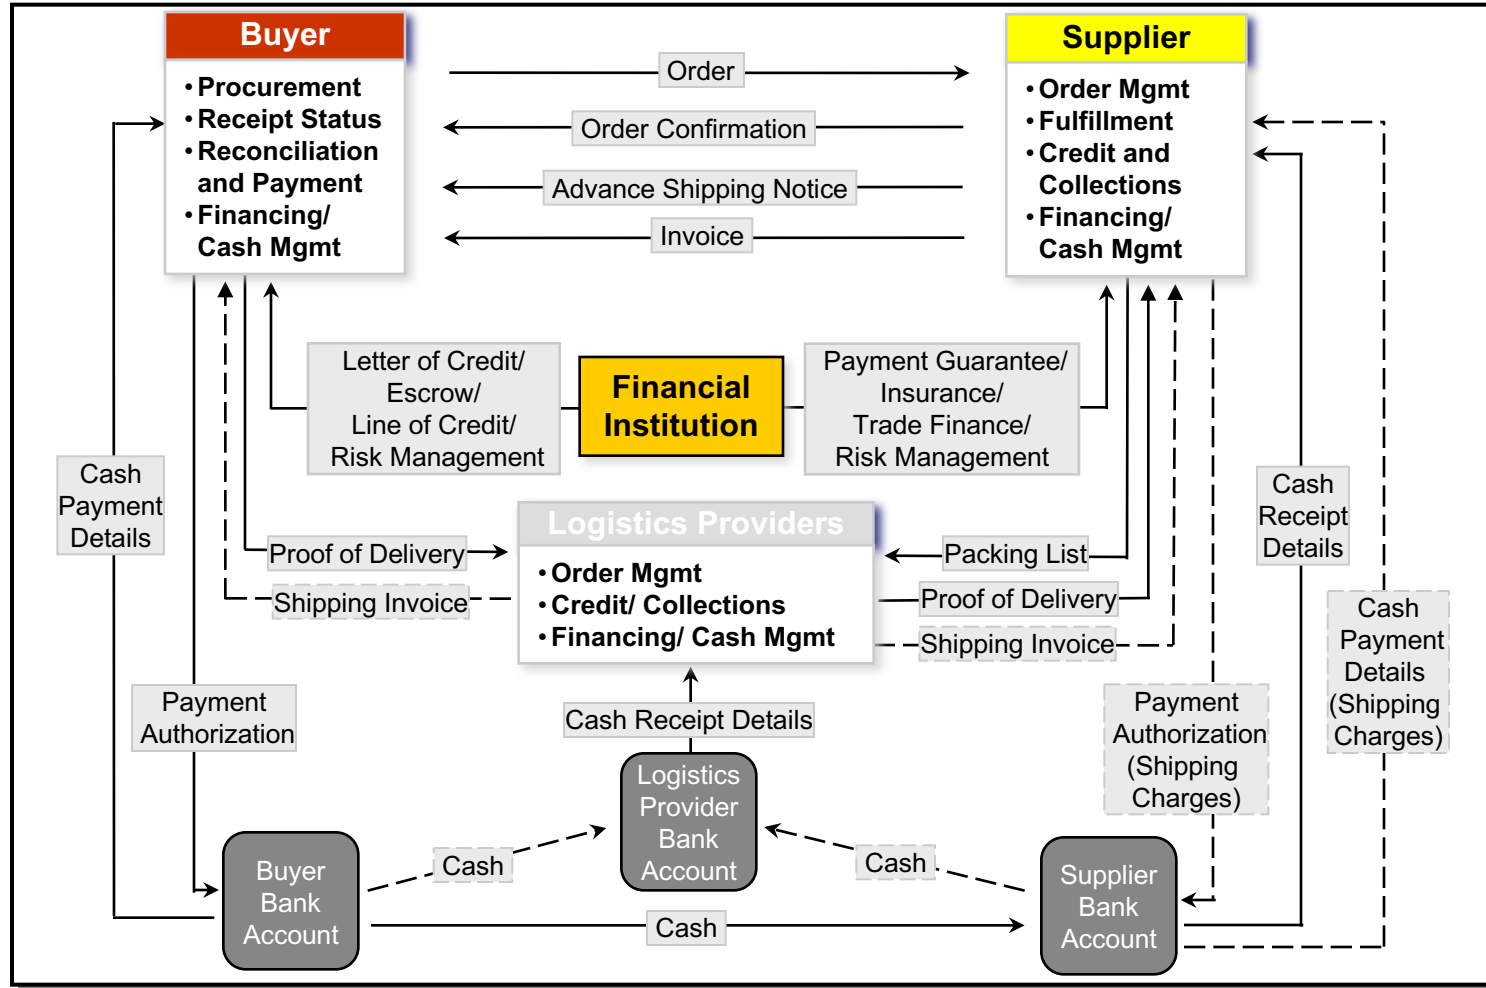 Buyer
• Procurement
• Receipt Status
• Reconciliation
and Payment
• Financing/
Cash Mgmt
Order
Order Confirmation
Advance Shipping Notice
Invoice
Supplier
• Order Mgmt
• Fulfillment
• Credit and
Collections
• Financing/
Cash Mgmt
Letter of Credit/
Escrow/
Line of Credit/
Risk Management
Financial
Institution
Payment Guarantee/
Insurance/
Trade Finance/
Risk Management
Cash
Payment
Details
Cash
Receipt
Details
Proof of Delivery
Shipping Invoice
Logistics Providers
• Order Mgmt
• Credit/ Collections
• Financing/ Cash Mgmt
Packing List
Proof of Delivery
Shipping Invoice
Cash
Payment
Details
(Shipping
Charges)
Payment
Authorization
Cash Receipt Details
Payment
Authorization
(Shipping
Charges)
Logistics
Provider
Bank
Account
Buyer
Bank
Account
Cash
Cash
Cash
Supplier
Bank
Account